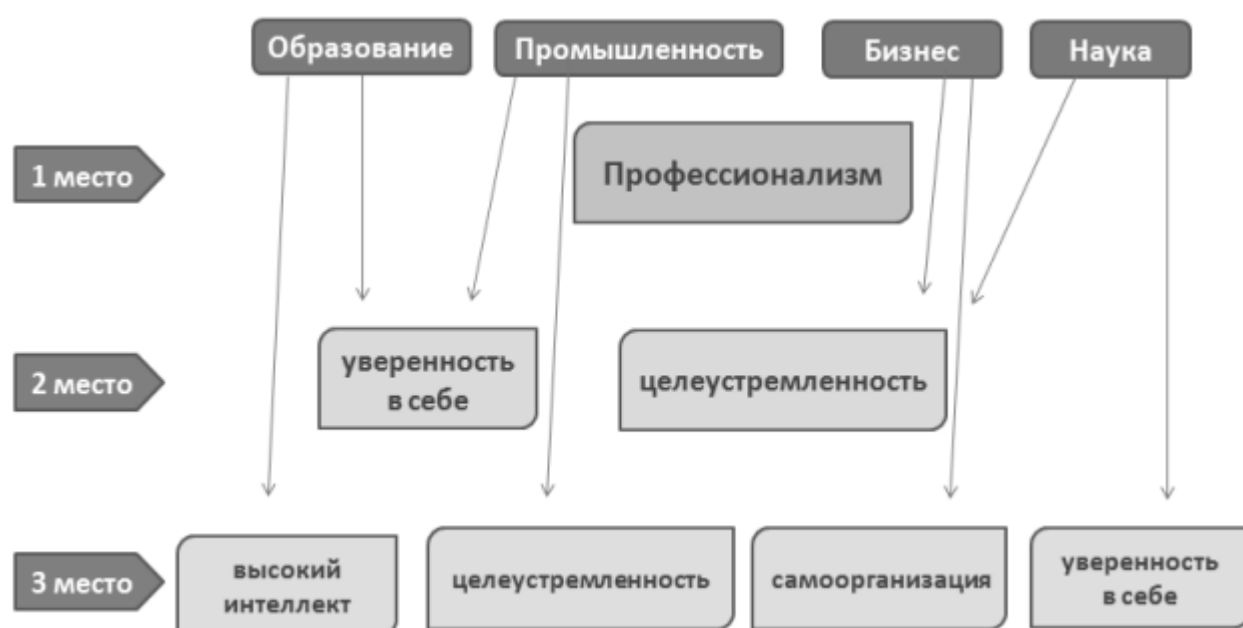 Образование
Промышленность
Бизнес
Наука
1 место
Профессионализм
2 место
уверенность
в себе
целеустремленность
3 место
высокий
интеллект
целеустремленность
самоорганизация
уверенность
в себе